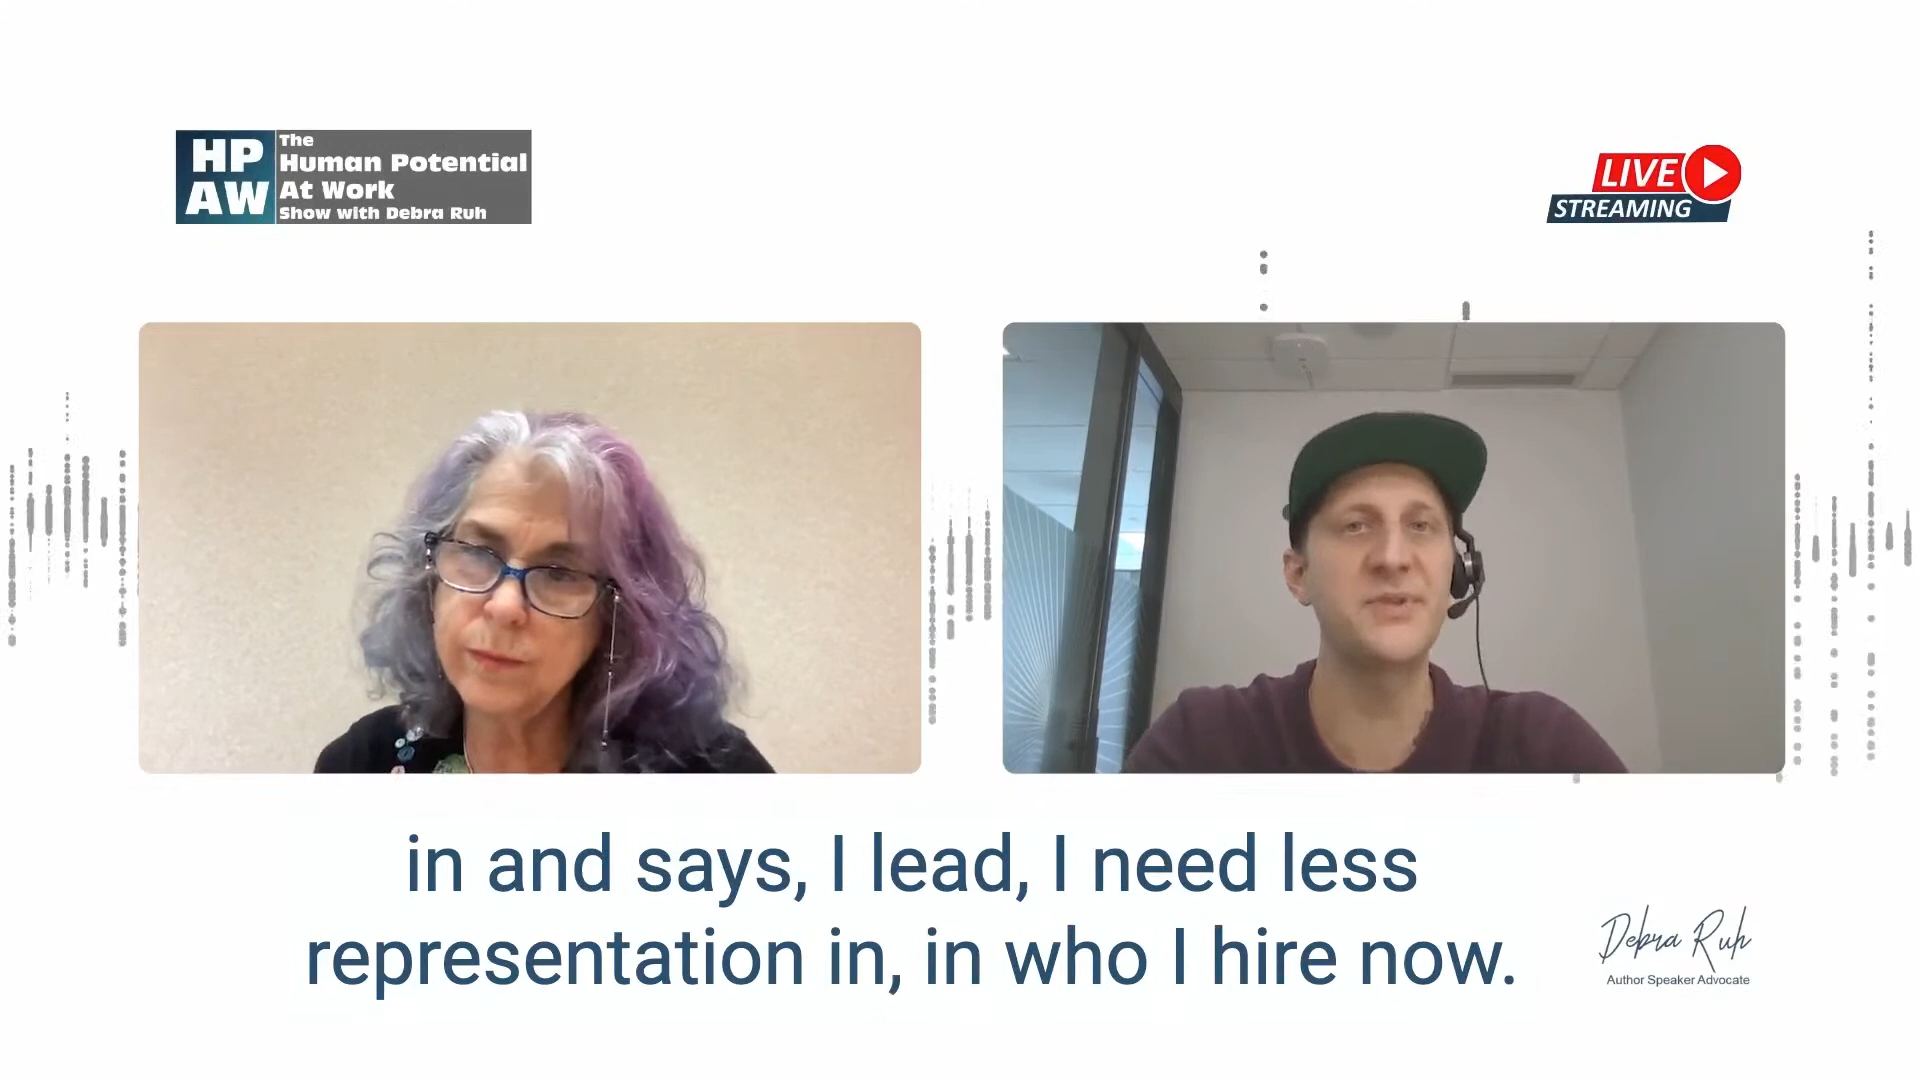 HP
AW
The
Human Potential
At Work
Show with Debra Ruh
LIVE
STREAMING
in and says, I lead, I need less
representation in, in who I hire now.
Debra Ruh
Author Speaker Advocate